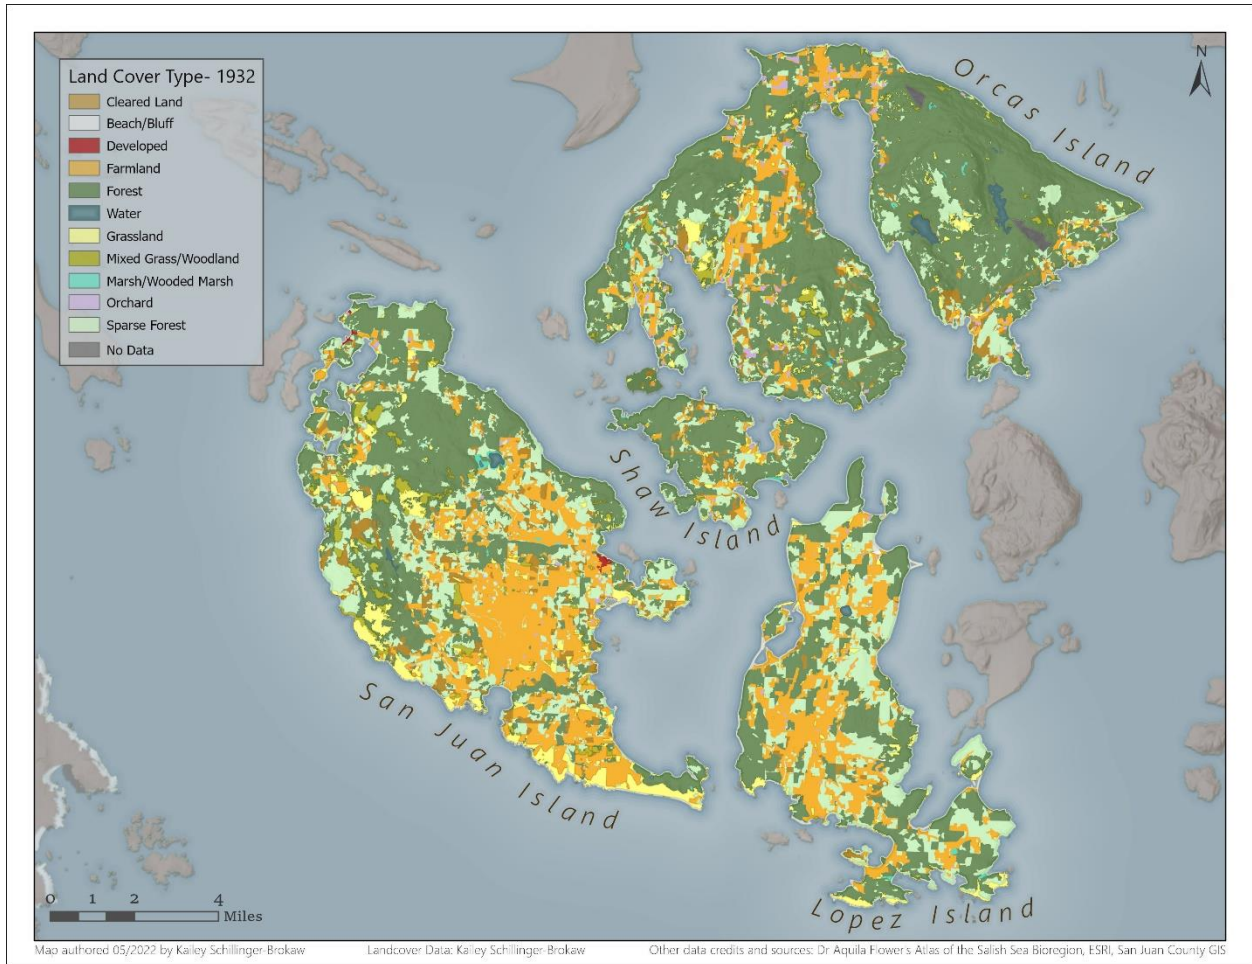 Land Cover Type- 1932
Cleared Land
Beach/Bluff
Developed
Farmland
Forest
Water
Grassland
Mixed Grass/Woodland
Marsh/Wooded Marsh
Orchard
Sparse Forest
No Data
N
Orcas Island
Shaw Island
San Juan Island
Lopez Island
0 1 2 4
Miles
Map authored 05/2022 by Kailey Schillinger-Brokaw
Landcover Data: Kailey Schillinger-Brokaw
Other data credits and sources: Dr Aquila Flower's Atlas of the Salish Sea Bioregion, ESRI, San Juan County GIS